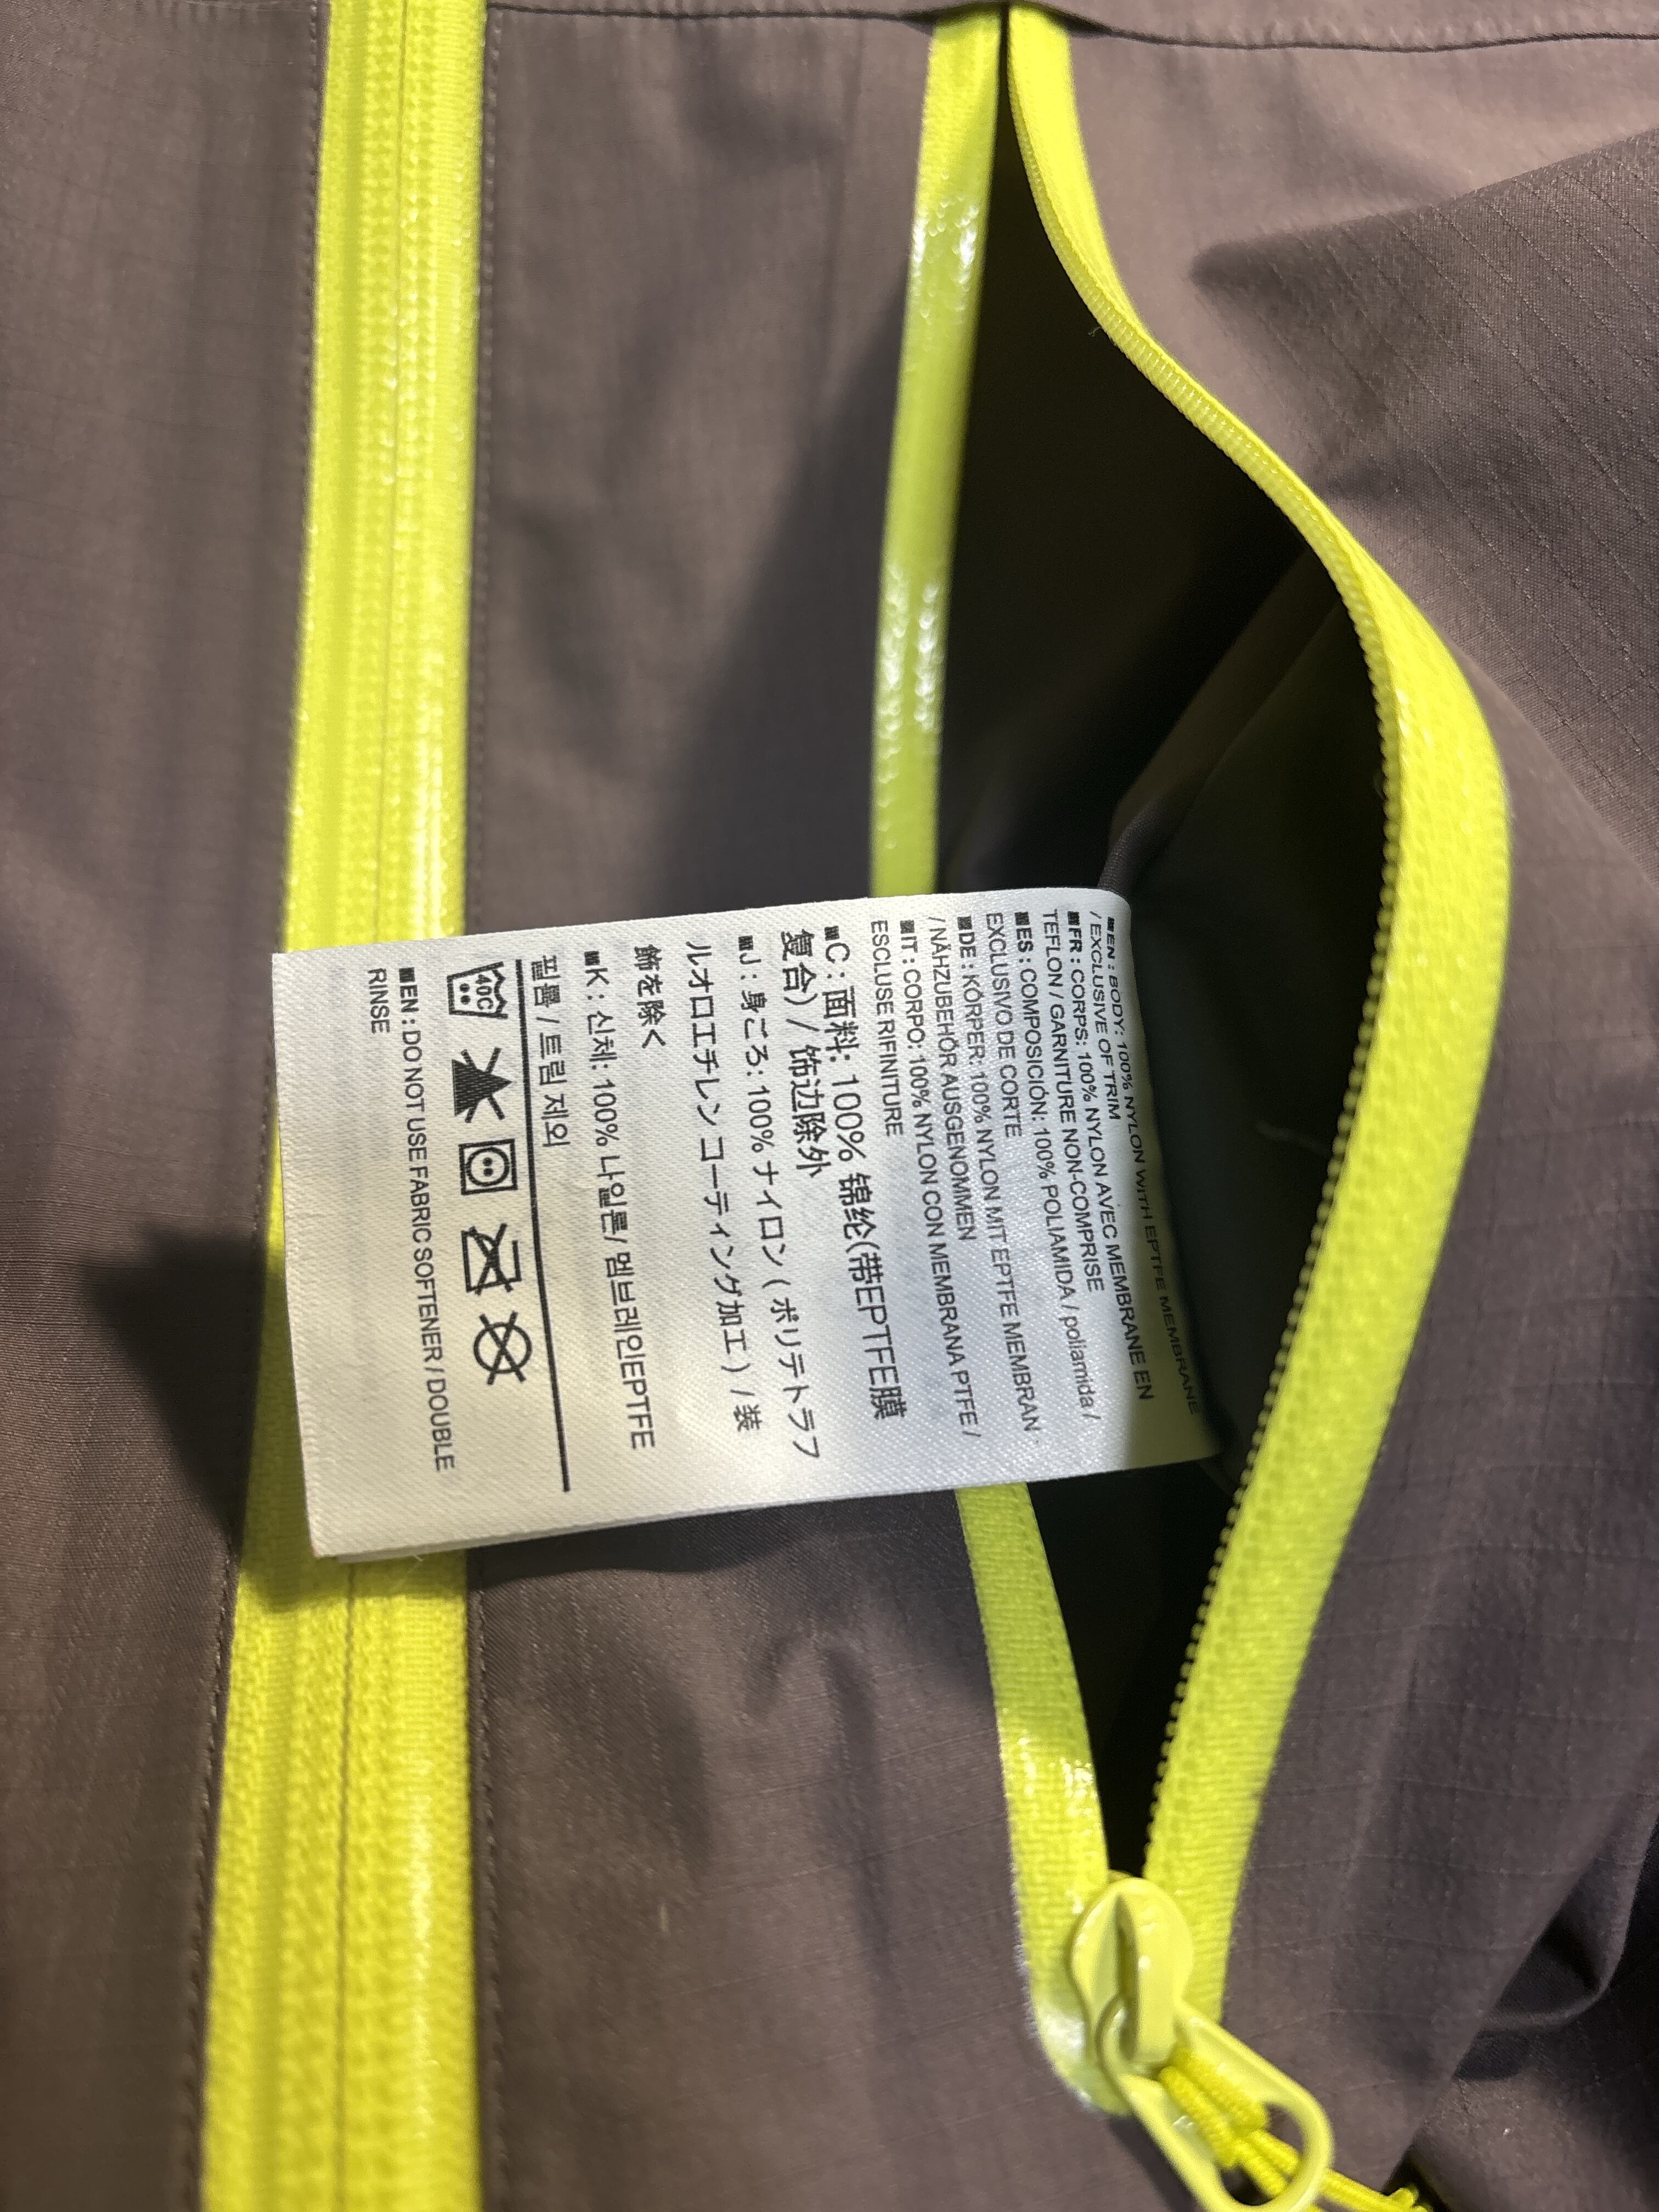 ■EN : BODY: 100% NYLON WITH EPTFE MEMBRANE
/ EXCLUSIVE OF TRIM
■FR : CORPS: 100% NYLON AVEC MEMBRANE EN
TEFLON / GARNITURE NON-COMPRISE
■ES : COMPOSICIÓN: 100% POLIAMIDA / poliamida /
EXCLUSIVO DE CORTE
■DE : KÖRPER: 100% NYLON MIT EPTFE MEMBRAN -
/ NÄHZUBEHÖR AUSGENOMMEN
■IT : CORPO: 100% NYLON CON MEMBRANA PTFE /
ESCLUSE RIFINITURE
■C : 面料: 100% 锦纶(带EPTFE膜
复合) / 饰边除外
■J : 身ごろ: 100% ナイロン ( ポリテトラフ
ルオロエチレン コーティング加工 ) / 装
飾を除く
■K : 신체: 100% 나일론/ 멤브레인EPTFE
필름 / 트림 제외
40C
■EN : DO NOT USE FABRIC SOFTENER / DOUBLE
RINSE